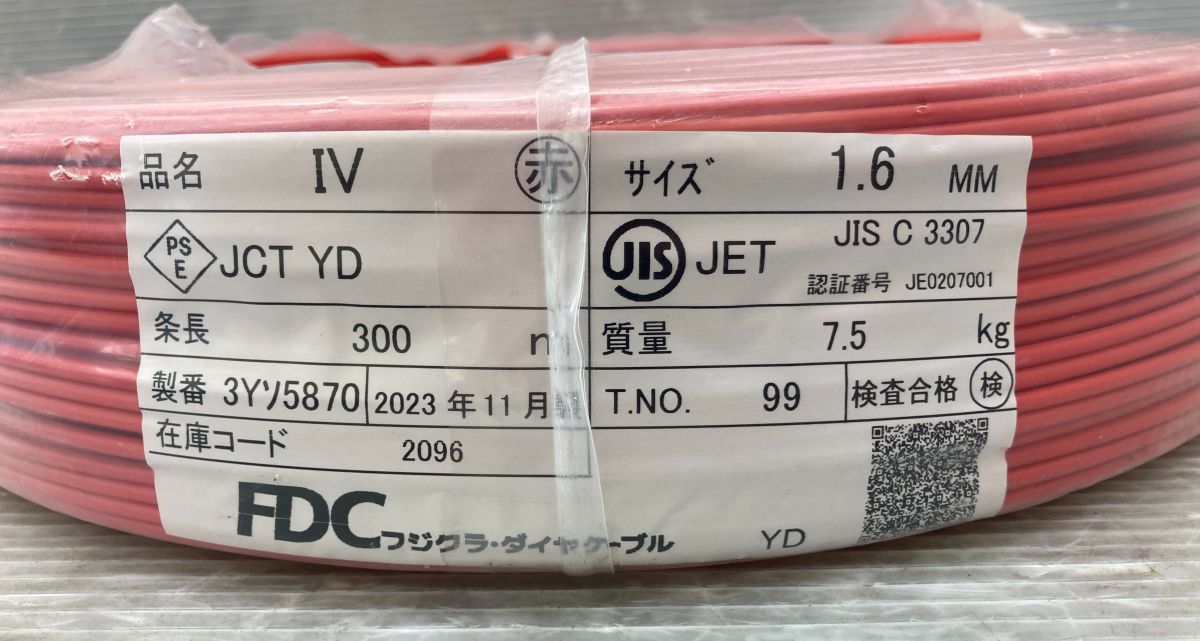 品名 IV 赤 サイズ 1.6 MM
PS E JCT YD JIS JET JIS C 3307
認証番号 JE0207001
条長 300 m 質量 7.5 kg
製番 3Yソ5870 2023 年 11 月 製 T.NO. 99 検査合格 検
在庫コード 2096
FDC フジクラ・ダイヤケーブル YD